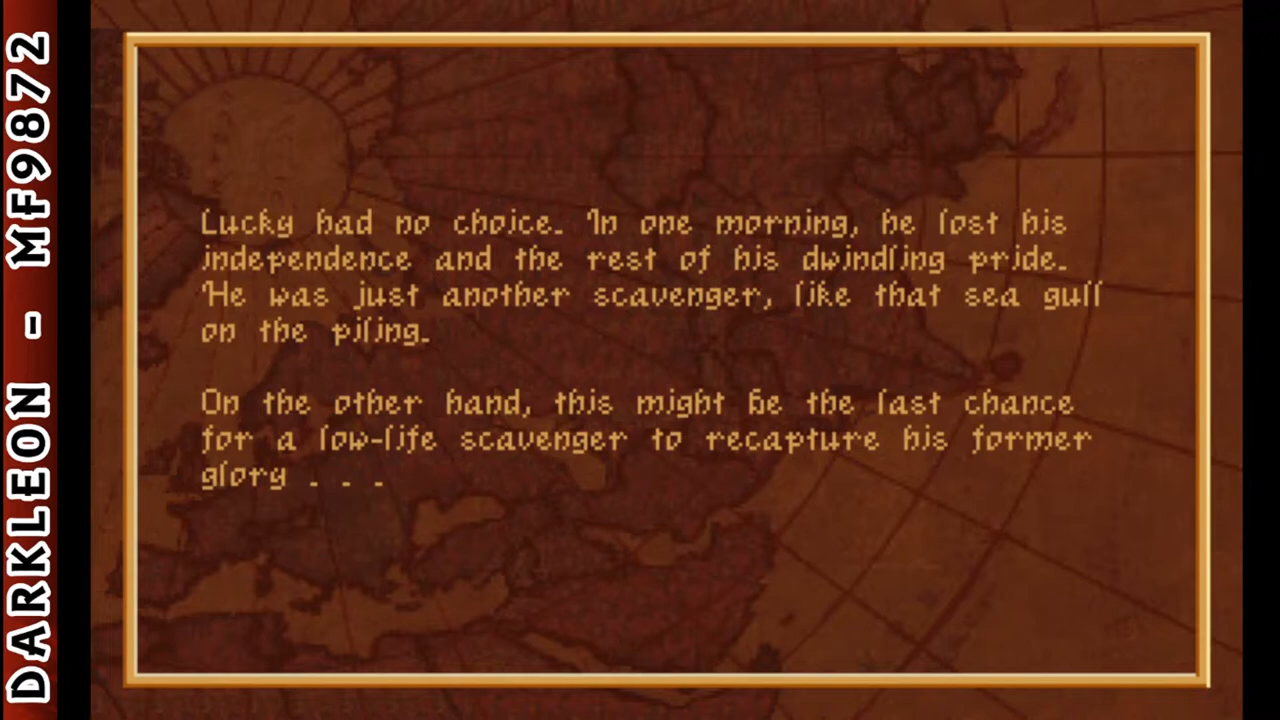 DARKLEON - MF9872
Lucky had no choice. In one morning, he lost his
independence and the rest of his dwindling pride.
He was just another scavenger, like that sea gull
on the piling.
On the other hand, this might be the last chance
for a low-life scavenger to recapture his former
glory . . .